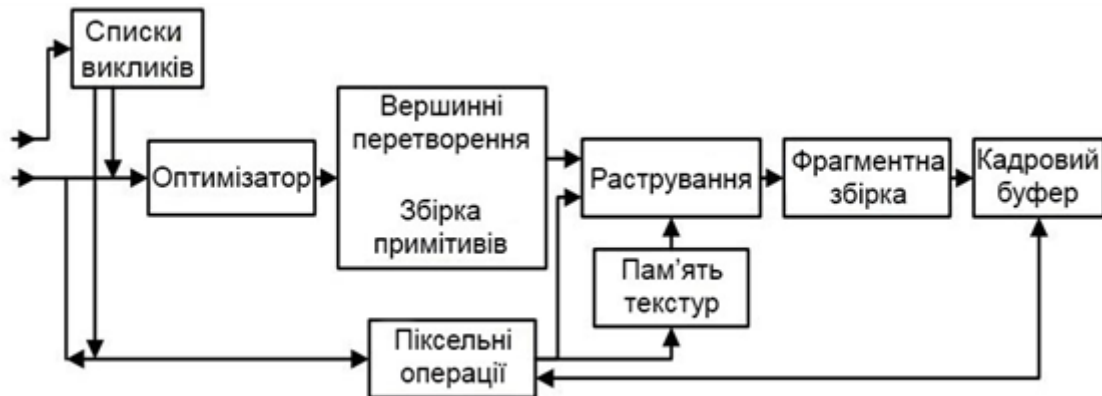 Списки
викликів
Оптимізатор
Вершинні
перетворення
Збірка
примітивів
Растрування
Фрагментна
збірка
Кадровий
буфер
Пам’ять
текстур
Піксельні
операції